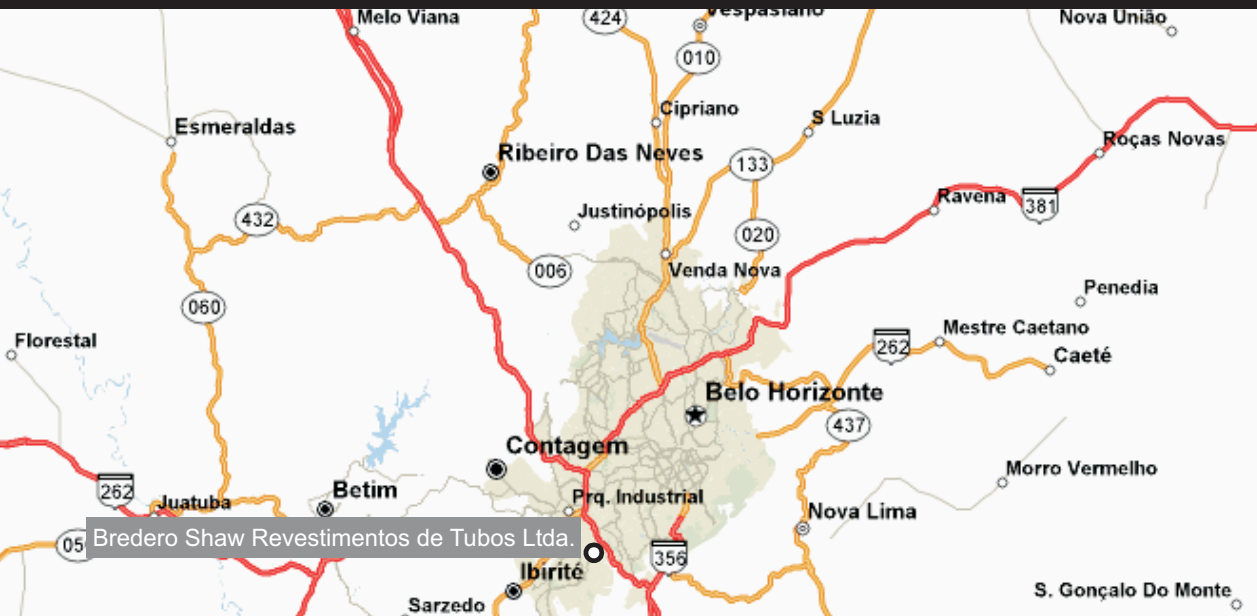 Melo Viana
424
Vespasiano
Nova União
010
Cipriano
S Luzia
Esmeraldas
Roças Novas
Ribeiro Das Neves
133
Ravena
381
Justinópolis
432
020
006
Venda Nova
Penedia
060
Mestre Caetano
Florestal
262
Caeté
Belo Horizonte
437
Contagem
Morro Vermelho
262
Betim
Prq. Industrial
Juatuba
Nova Lima
Bredero Shaw Revestimentos de Tubos Ltda.
356
Ibirité
S. Gonçalo Do Monte
Sarzedo